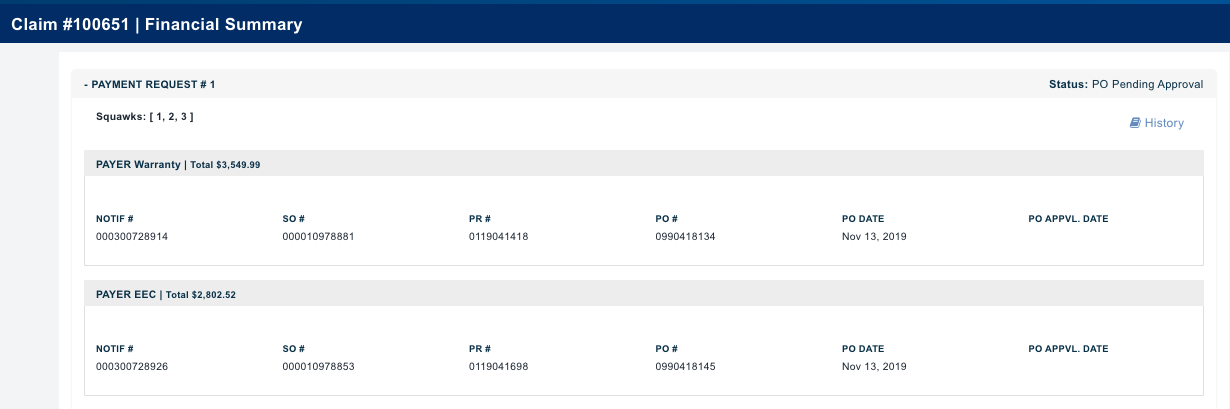 Claim #100651 | Financial Summary
- PAYMENT REQUEST # 1 Status: PO Pending Approval
Squawks: [ 1, 2, 3 ]
History
PAYER Warranty | Total $3,549.99
NOTIF # SO # PR # PO # PO DATE PO APPVL. DATE
000300728914 000010978881 0119041418 0990418134 Nov 13, 2019
PAYER EEC | Total $2,802.52
NOTIF # SO # PR # PO # PO DATE PO APPVL. DATE
000300728926 000010978853 0119041698 0990418145 Nov 13, 2019